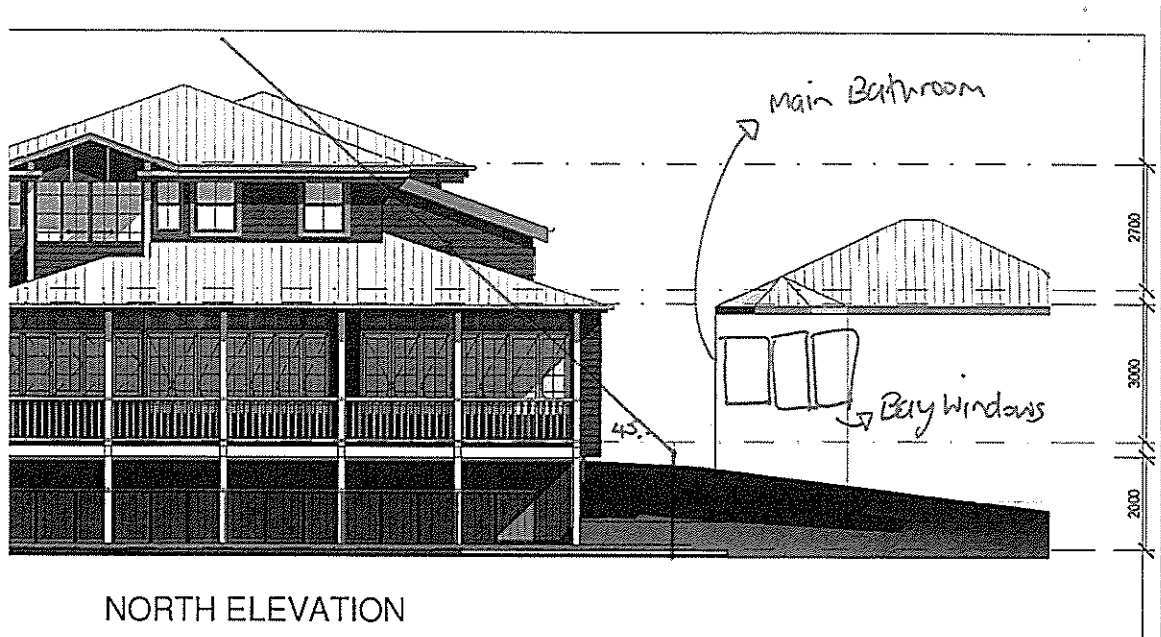 Main Bathroom
2700
3000
Bay Windows
45°
2000
NORTH ELEVATION